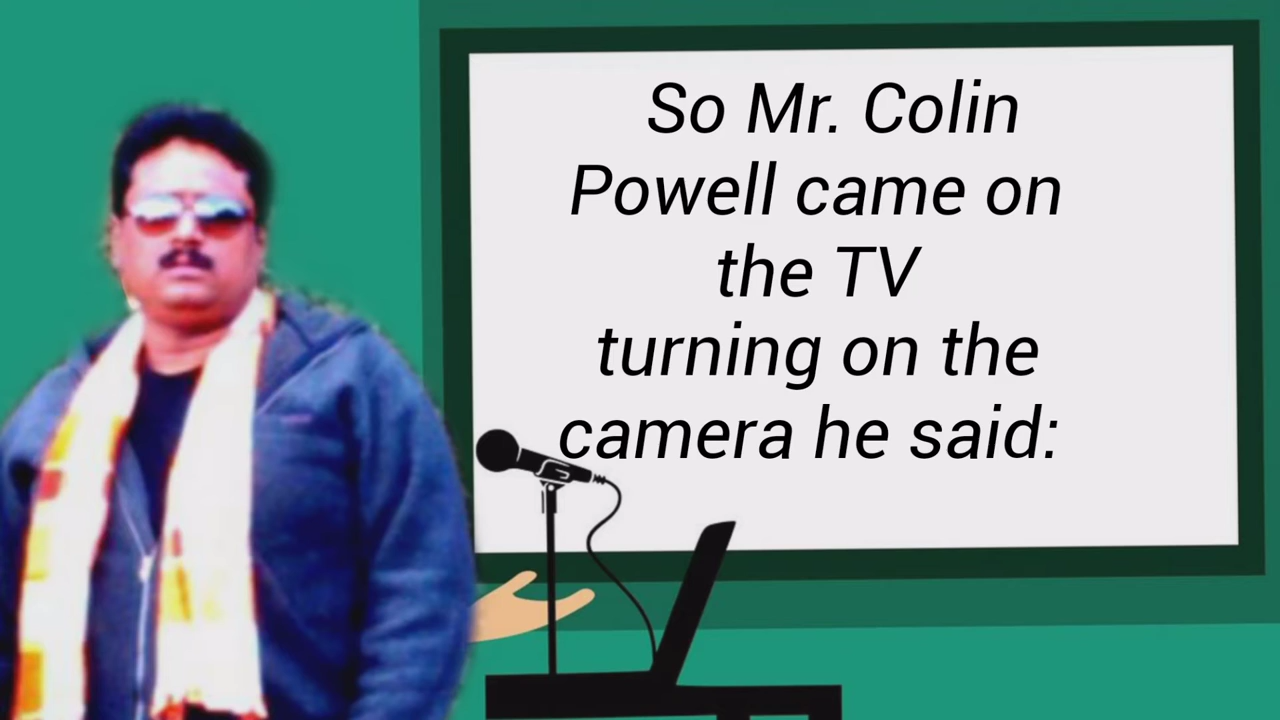 So Mr. Colin
Powell came on
the TV
turning on the
camera he said: